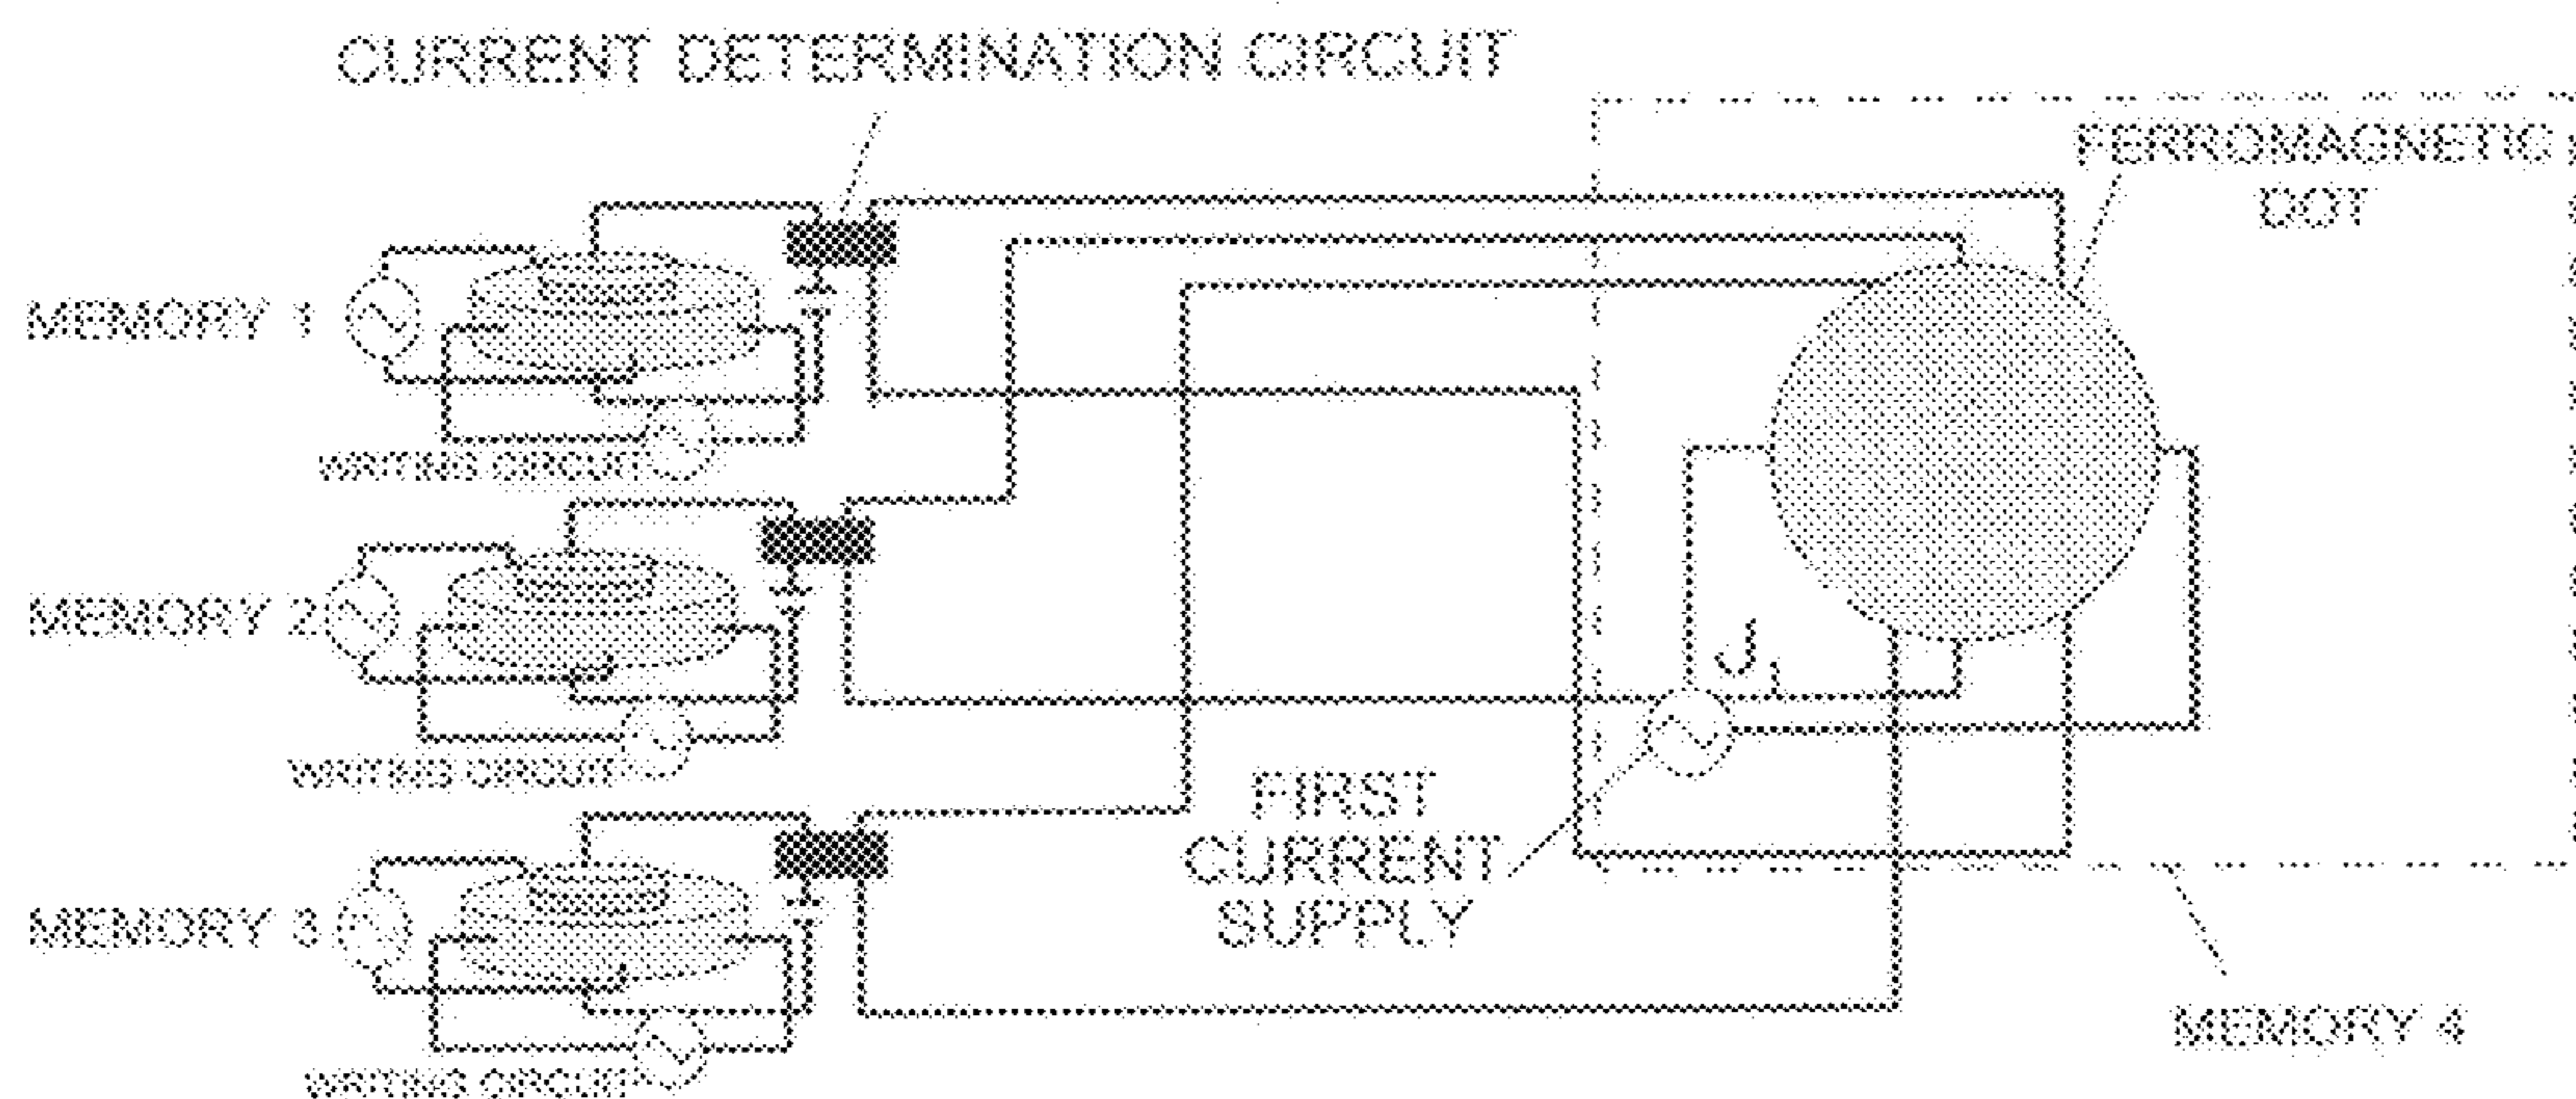 CURRENT DETERMINATION CIRCUIT
FERROMAGNETIC
DOT
MEMORY 1
WRITING CIRCUIT
MEMORY 2
J1
WRITING CIRCUIT
FIRST
CURRENT
SUPPLY
MEMORY 3
MEMORY 4
WRITING CIRCUIT